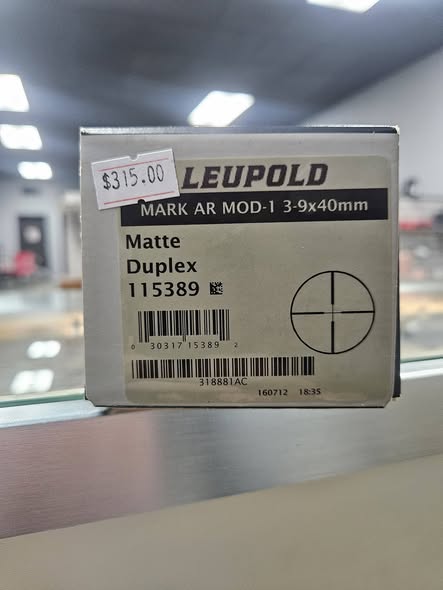 $315.00
LEUPOLD
MARK AR MOD-1 3-9x40mm
Matte
Duplex
115389
0 30317 15389 2
318881AC
160712 18:35